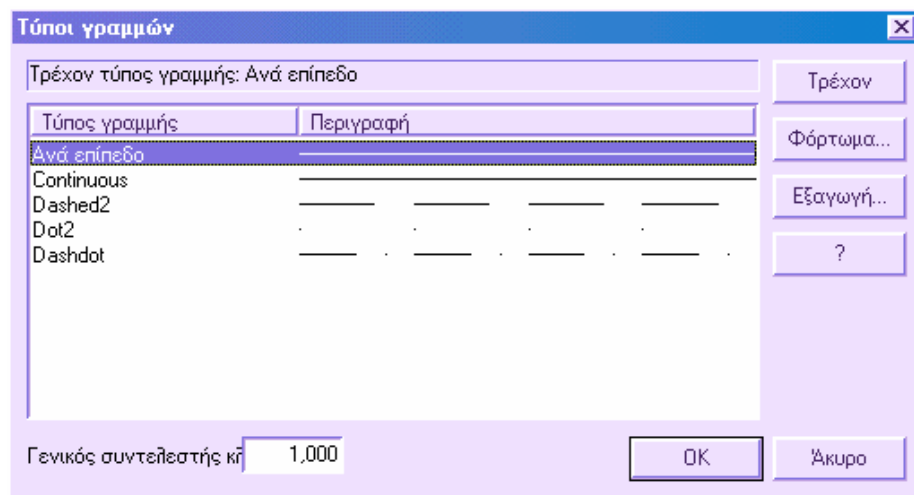 Τύποι γραμμών
Τρέχον τύπος γραμμής: Ανά επίπεδο
Τρέχον
Τύπος γραμμής Περιγραφή
Φόρτωμα...
Ανά επίπεδο
Continuous
Εξαγωγή...
Dashed2
Dot2
?
Dashdot
Γενικός συντελεστής κλ
1,000
OK
Άκυρο